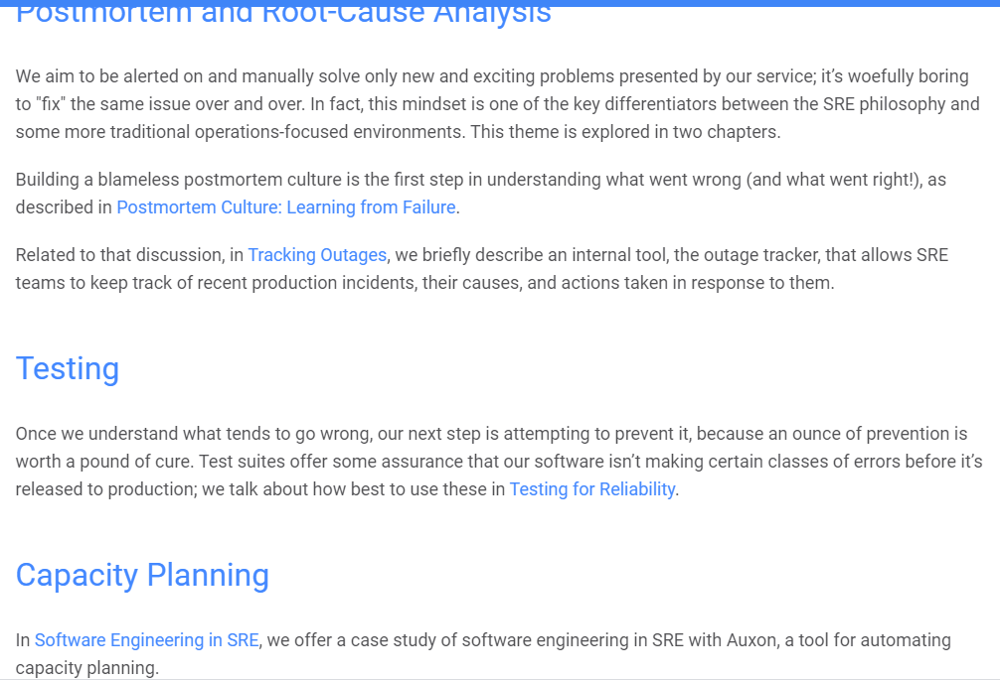 Postmortem and Root-Cause Analysis
We aim to be alerted on and manually solve only new and exciting problems presented by our service; it’s woefully boring
to "fix" the same issue over and over. In fact, this mindset is one of the key differentiators between the SRE philosophy and
some more traditional operations-focused environments. This theme is explored in two chapters.
Building a blameless postmortem culture is the first step in understanding what went wrong (and what went right!), as
described in Postmortem Culture: Learning from Failure.
Related to that discussion, in Tracking Outages, we briefly describe an internal tool, the outage tracker, that allows SRE
teams to keep track of recent production incidents, their causes, and actions taken in response to them.
Testing
Once we understand what tends to go wrong, our next step is attempting to prevent it, because an ounce of prevention is
worth a pound of cure. Test suites offer some assurance that our software isn’t making certain classes of errors before it’s
released to production; we talk about how best to use these in Testing for Reliability.
Capacity Planning
In Software Engineering in SRE, we offer a case study of software engineering in SRE with Auxon, a tool for automating
capacity planning.